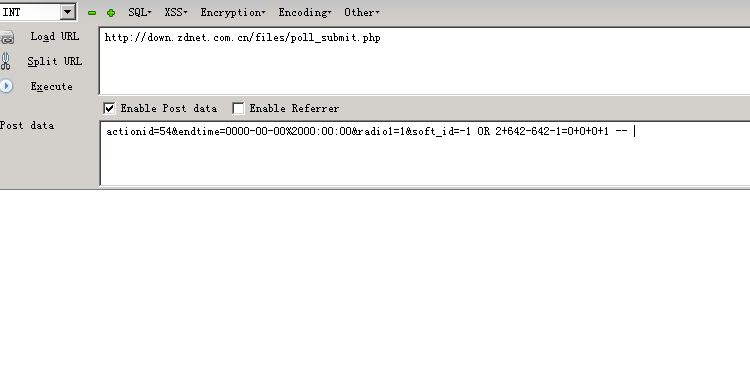 INT SQL XSS Encryption Encoding Other
Load URL
http://down.zdnet.com.cn/files/poll_submit.php
Split URL
Execute
Enable Post data Enable Referrer
Post data
actionid=54&endtime=0000-00-00%2000:00:00&radio1=1&soft_id=-1 OR 2+642-642-1=0+0+0+1 --